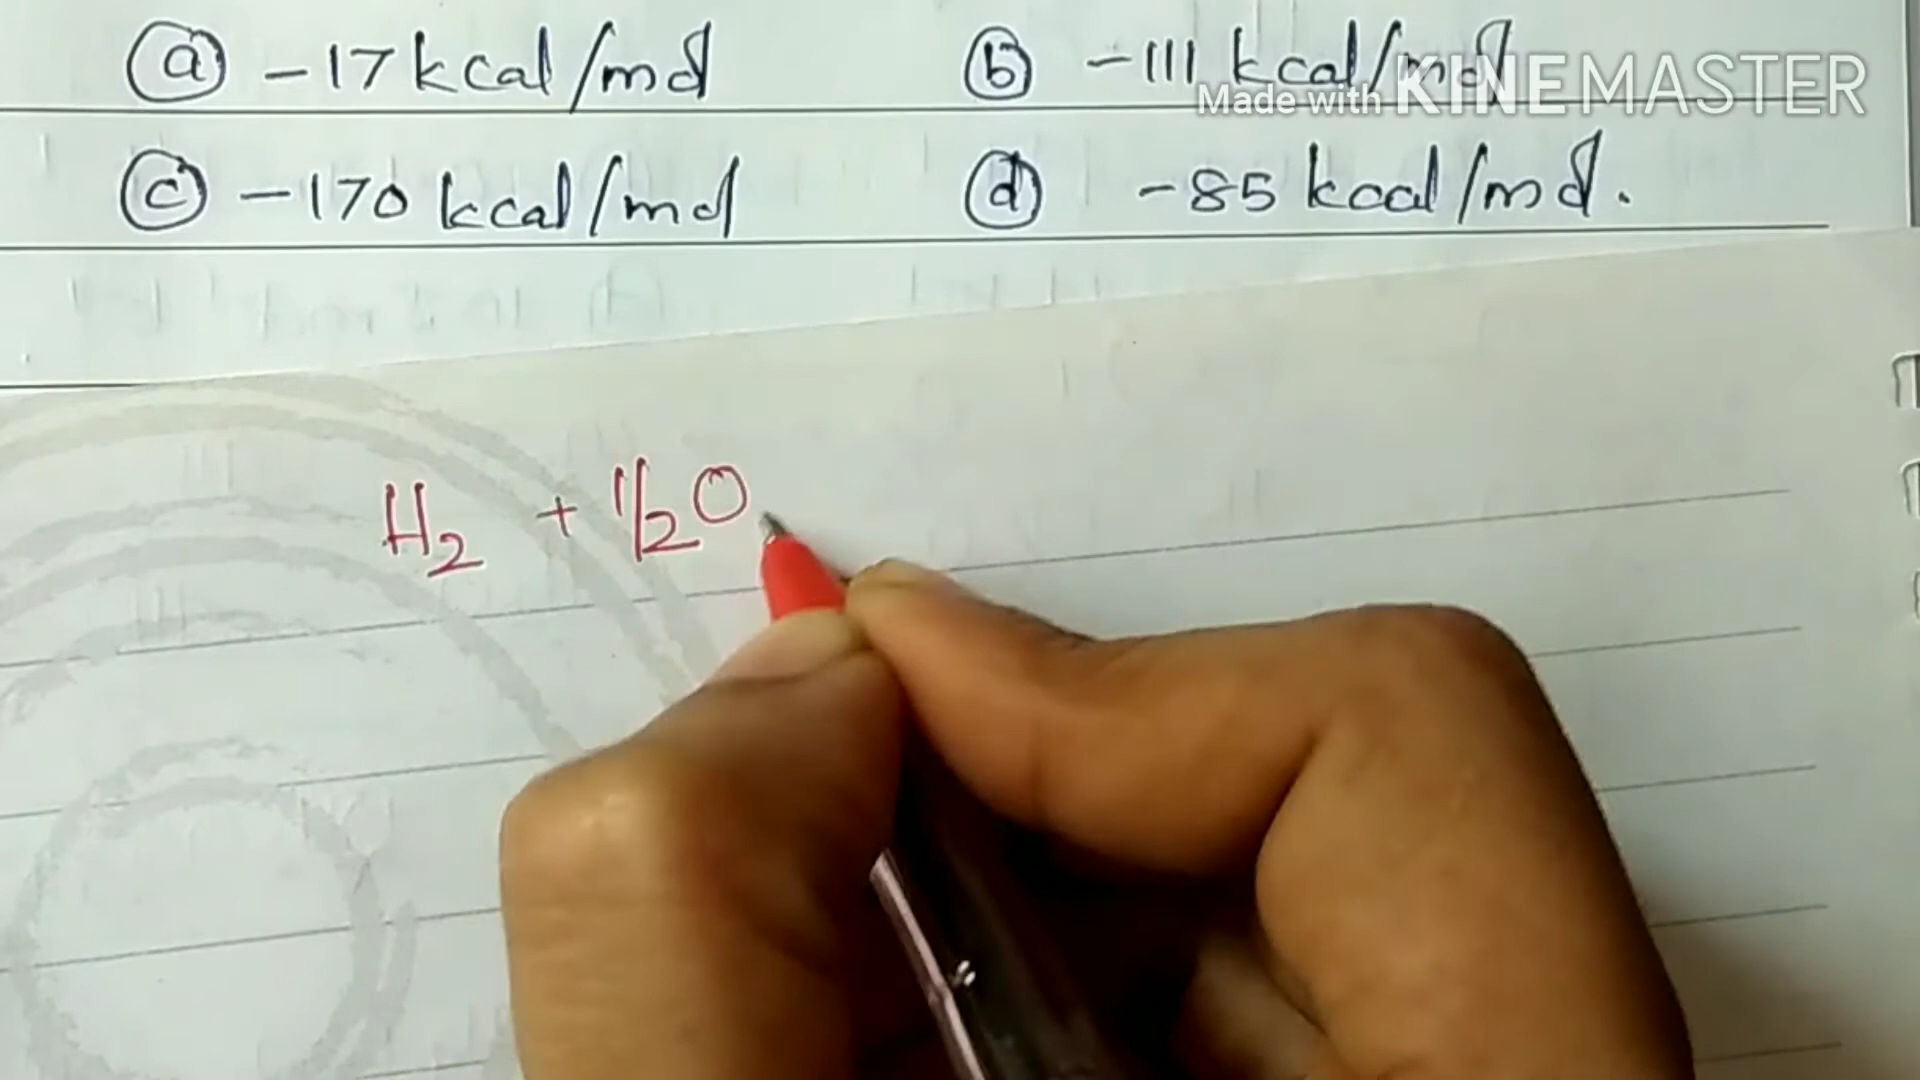 (a) -17 kcal/mol (b) -111 kcal/mol
Made with KINEMASTER
(c) -170 kcal/mol (d) -85 kcal/mol.
H₂ + 1/2 O